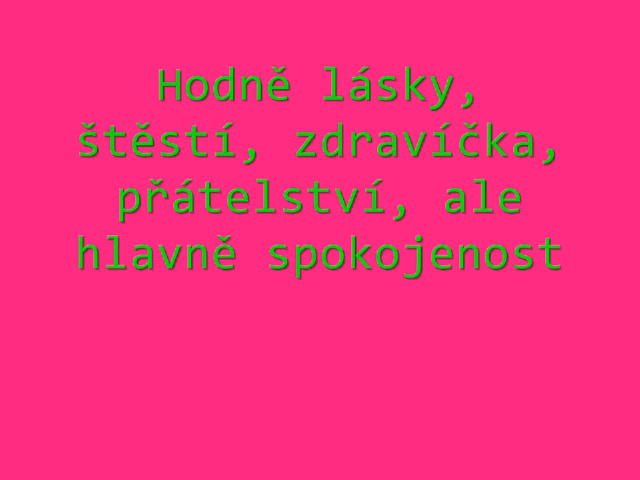 Hodně lásky,
štěstí, zdravíčka,
přátelství, ale
hlavně spokojenost